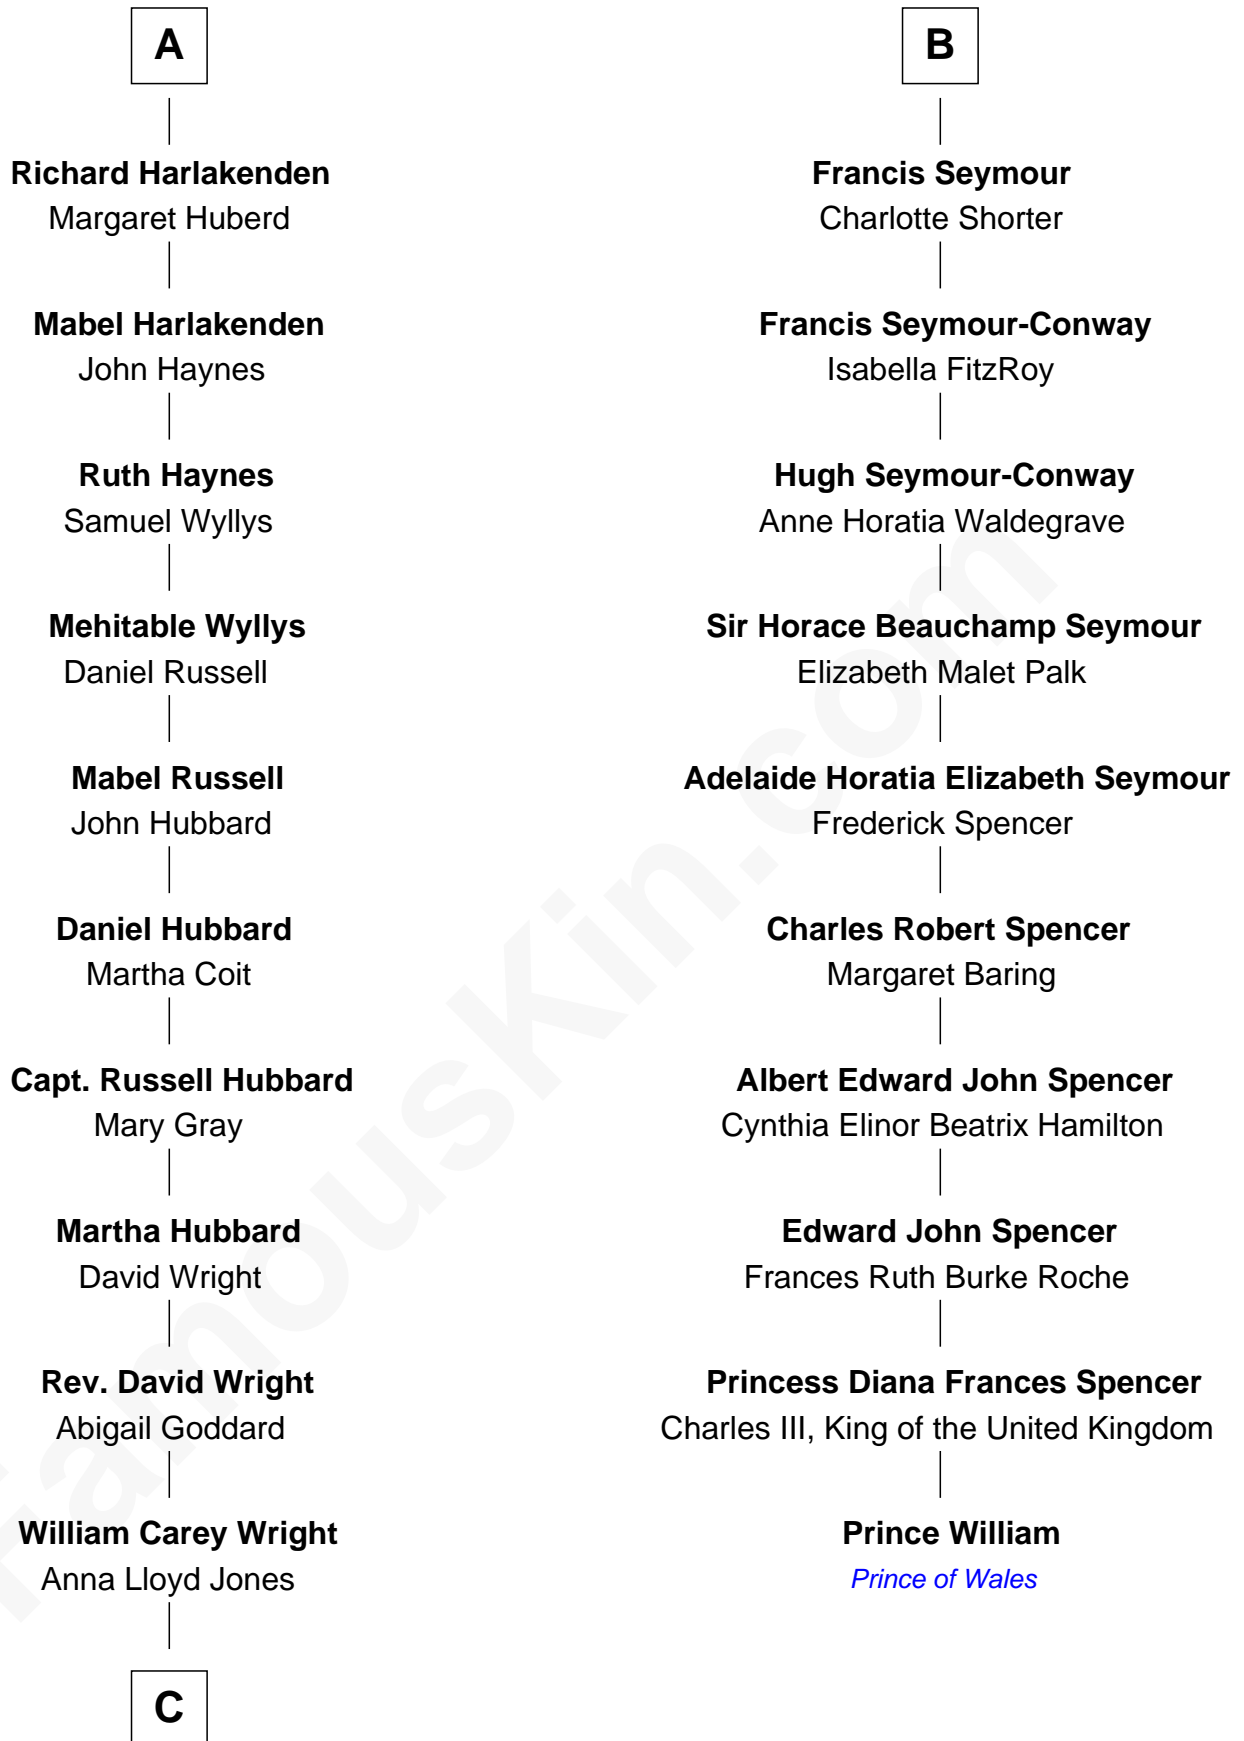 A
Richard Harlakenden
Margaret Huberd
Mabel Harlakenden
John Haynes
Ruth Haynes
Samuel Wyllys
Mehitable Wyllys
Daniel Russell
Mabel Russell
John Hubbard
Daniel Hubbard
Martha Coit
Capt. Russell Hubbard
Mary Gray
Martha Hubbard
David Wright
Rev. David Wright
Abigail Goddard
William Carey Wright
Anna Lloyd Jones
C
B
Francis Seymour
Charlotte Shorter
Francis Seymour-Conway
Isabella FitzRoy
Hugh Seymour-Conway
Anne Horatia Waldegrave
Sir Horace Beauchamp Seymour
Elizabeth Malet Palk
Adelaide Horatia Elizabeth Seymour
Frederick Spencer
Charles Robert Spencer
Margaret Baring
Albert Edward John Spencer
Cynthia Elinor Beatrix Hamilton
Edward John Spencer
Frances Ruth Burke Roche
Princess Diana Frances Spencer
Charles III, King of the United Kingdom
Prince William
Prince of Wales
FamousKin.com